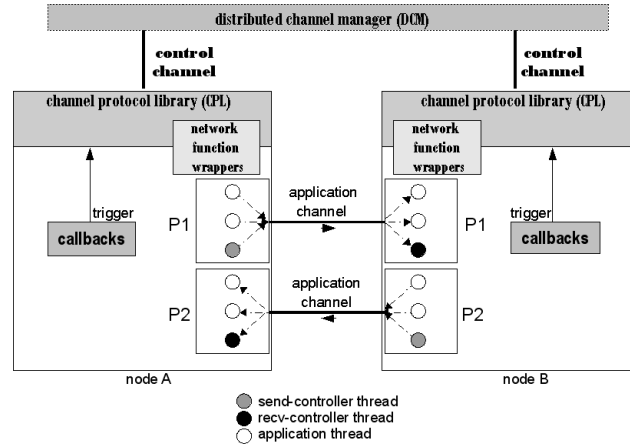 distributed channel manager (DCM)
control
channel
control
channel
channel protocol library (CPL)
channel protocol library (CPL)
network
function
wrappers
network
function
wrappers
trigger
callbacks
P1
application
channel
P1
trigger
callbacks
P2
application
channel
P2
node A
node B
send-controller thread
recv-controller thread
application thread